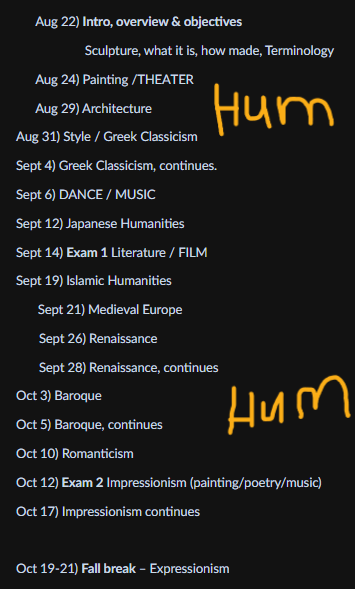 Aug 22) Intro, overview & objectives
Sculpture, what it is, how made, Terminology
Aug 24) Painting /THEATER
Aug 29) Architecture
Hum
Aug 31) Style / Greek Classicism
Sept 4) Greek Classicism, continues.
Sept 6) DANCE / MUSIC
Sept 12) Japanese Humanities
Sept 14) Exam 1 Literature / FILM
Sept 19) Islamic Humanities
Sept 21) Medieval Europe
Sept 26) Renaissance
Sept 28) Renaissance, continues
Oct 3) Baroque
Hum
Oct 5) Baroque, continues
Oct 10) Romanticism
Oct 12) Exam 2 Impressionism (painting/poetry/music)
Oct 17) Impressionism continues
Oct 19-21) Fall break – Expressionism